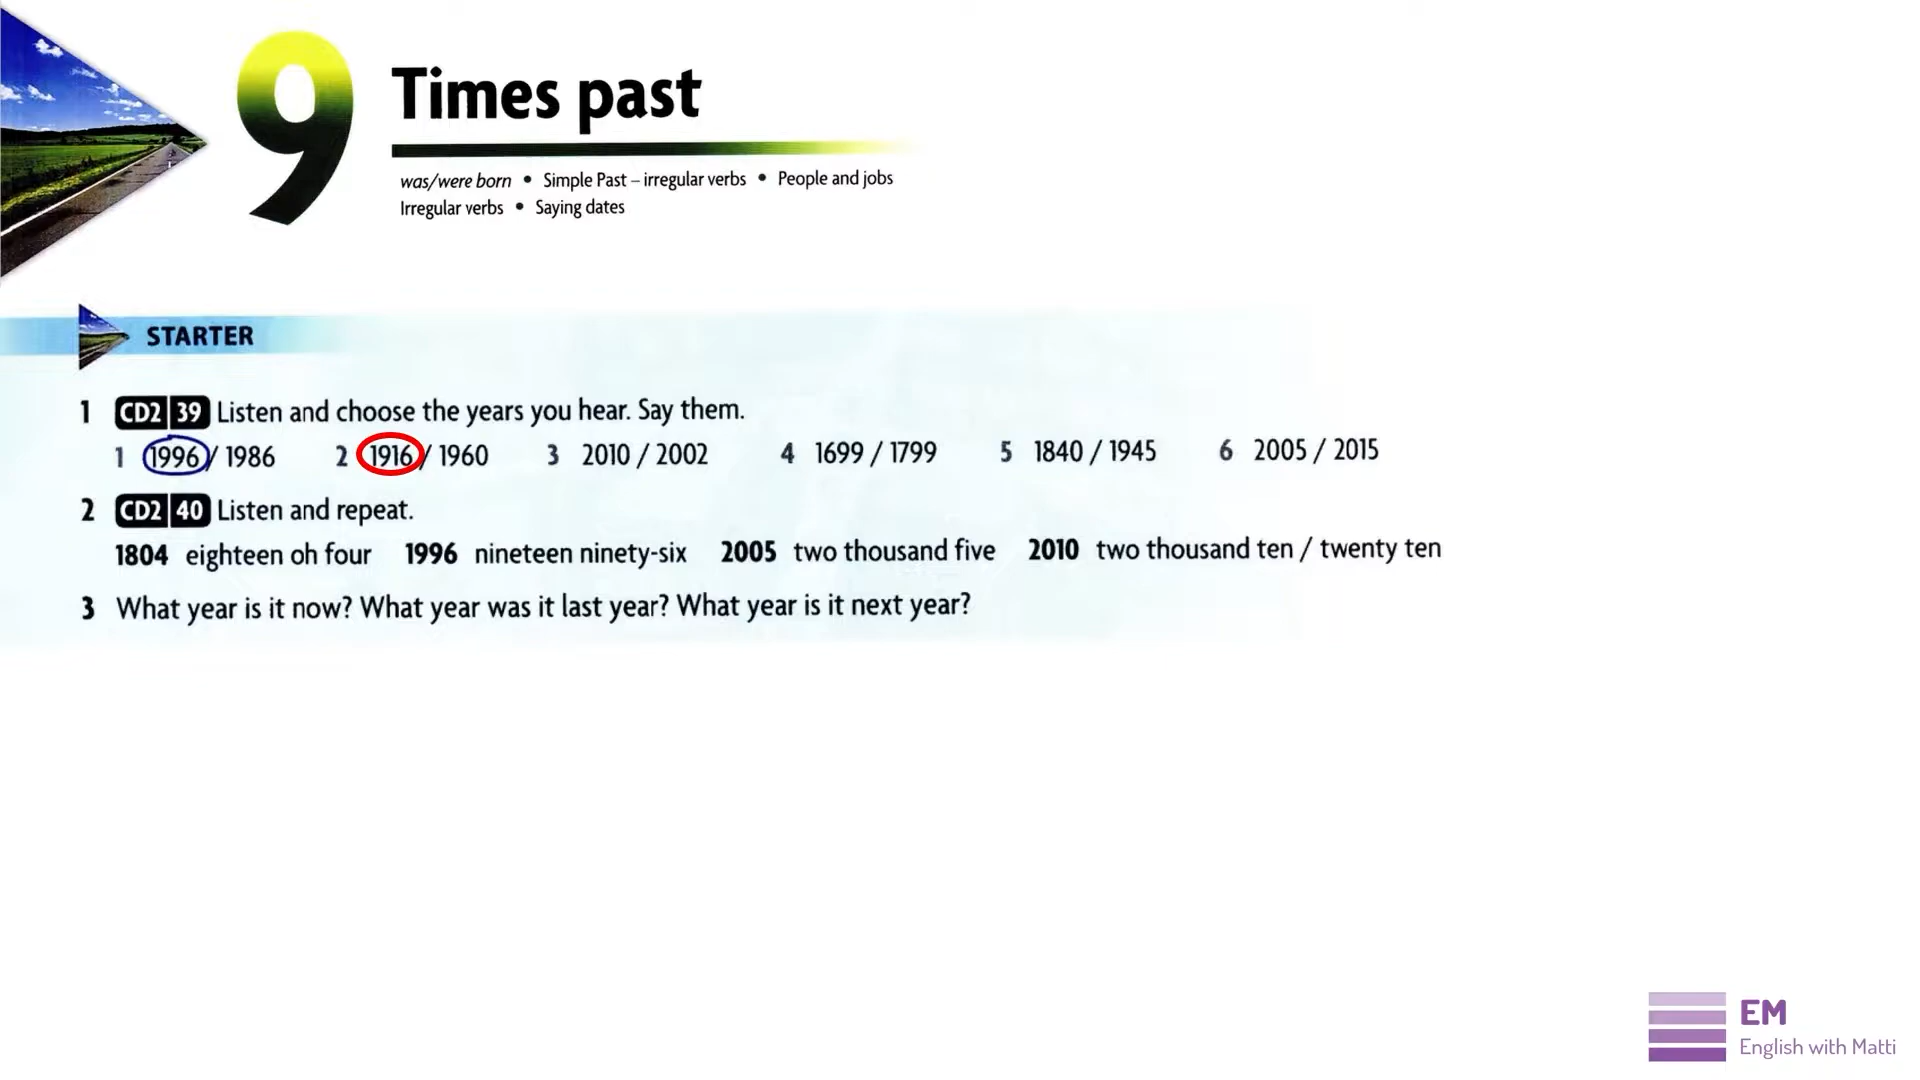 9 Times past
was/were born • Simple Past – irregular verbs • People and jobs
Irregular verbs • Saying dates
STARTER
1 CD2 39 Listen and choose the years you hear. Say them.
1 1996 / 1986 2 1916 / 1960 3 2010 / 2002 4 1699 / 1799 5 1840 / 1945 6 2005 / 2015
2 CD2 40 Listen and repeat.
1804 eighteen oh four 1996 nineteen ninety-six 2005 two thousand five 2010 two thousand ten / twenty ten
3 What year is it now? What year was it last year? What year is it next year?
EM
English with Matti